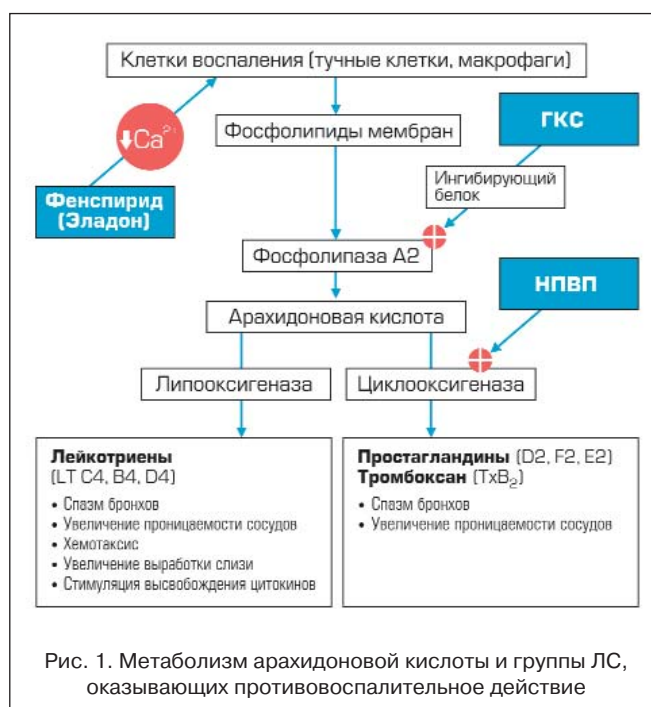 Клетки воспаления (тучные клетки, макрофаги)
↓Ca²⁺
Фосфолипиды мембран
ГКС
Фенспирид
(Эладон)
Ингибирующий
белок
Фосфолипаза А2
НПВП
Арахидоновая кислота
Липооксигеназа
Циклооксигеназа
Лейкотриены
(LT C4, B4, D4)
• Спазм бронхов
• Увеличение проницаемости сосудов
• Хемотаксис
• Увеличение выработки слизи
• Стимуляция высвобождения цитокинов
Простагландины (D2, F2, E2)
Тромбоксан (TxB₂)
• Спазм бронхов
• Увеличение проницаемости сосудов
Рис. 1. Метаболизм арахидоновой кислоты и группы ЛС,
оказывающих противовоспалительное действие